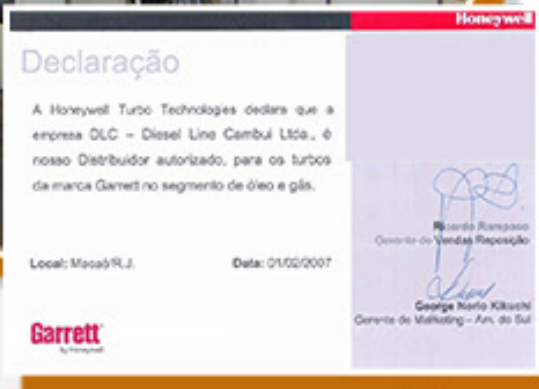 Honeywell
Declaração
A Honeywell Turbo Technologies declara que a
empresa DLC – Diesel Line Cambuí Ltda., é
nosso Distribuidor autorizado, para os turbos
da marca Garrett no segmento de óleo e gás.
Ricardo Rampaso
Gerente de Vendas Reposição
Local: Macaé/R.J.
Data: 01/02/2007
George Norio Kikuchi
Gerente de Marketing – Am. do Sul
Garrett
by Honeywell